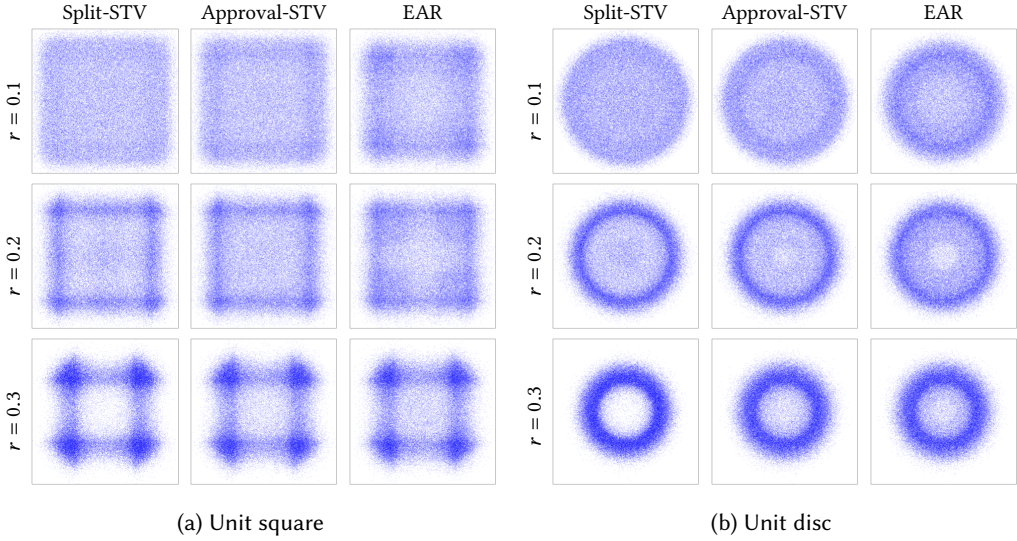 Split-STV Approval-STV EAR
r = 0.1
r = 0.2
r = 0.3
(a) Unit square
Split-STV Approval-STV EAR
r = 0.1
r = 0.2
r = 0.3
(b) Unit disc